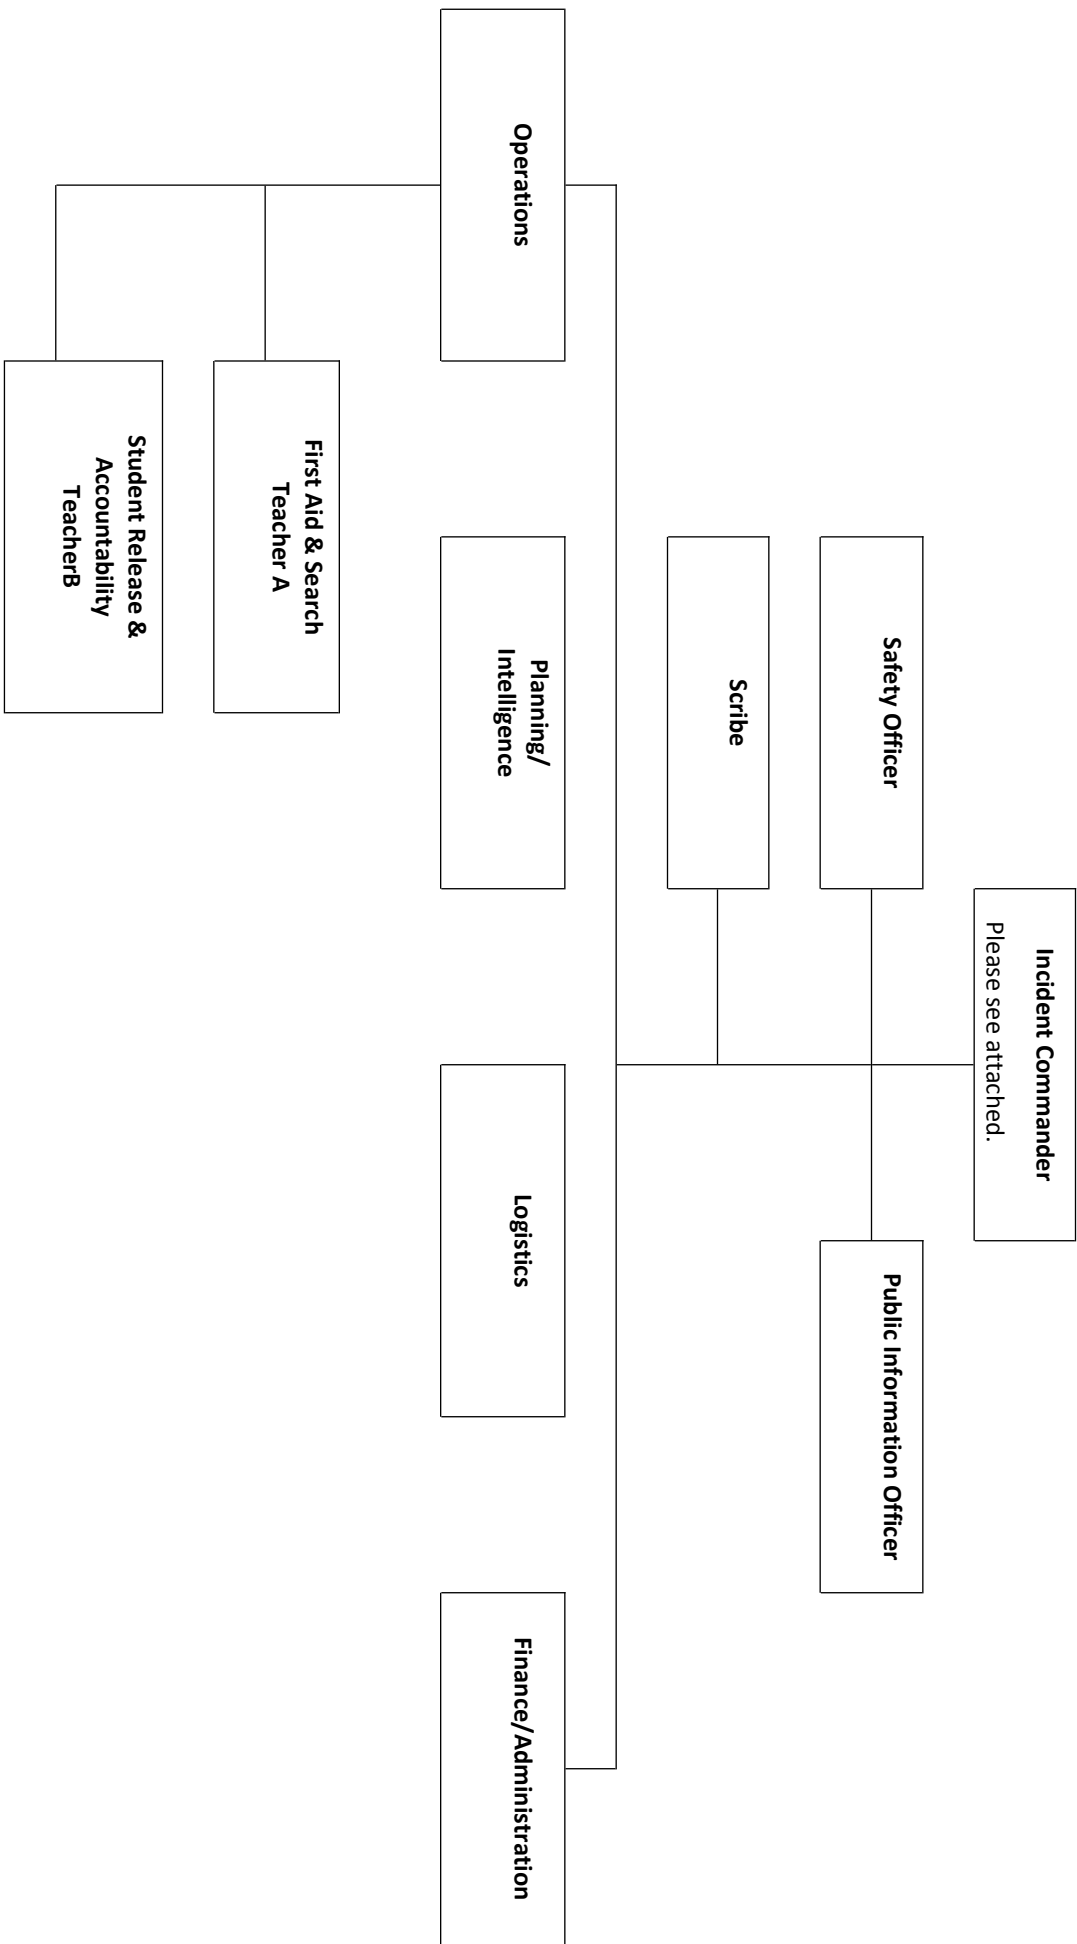 Incident Commander
Please see attached.
Safety Officer
Public Information Officer
Scribe
Operations
Planning/
Intelligence
Logistics
Finance/Administration
First Aid & Search
Teacher A
Student Release &
Accountability
TeacherB